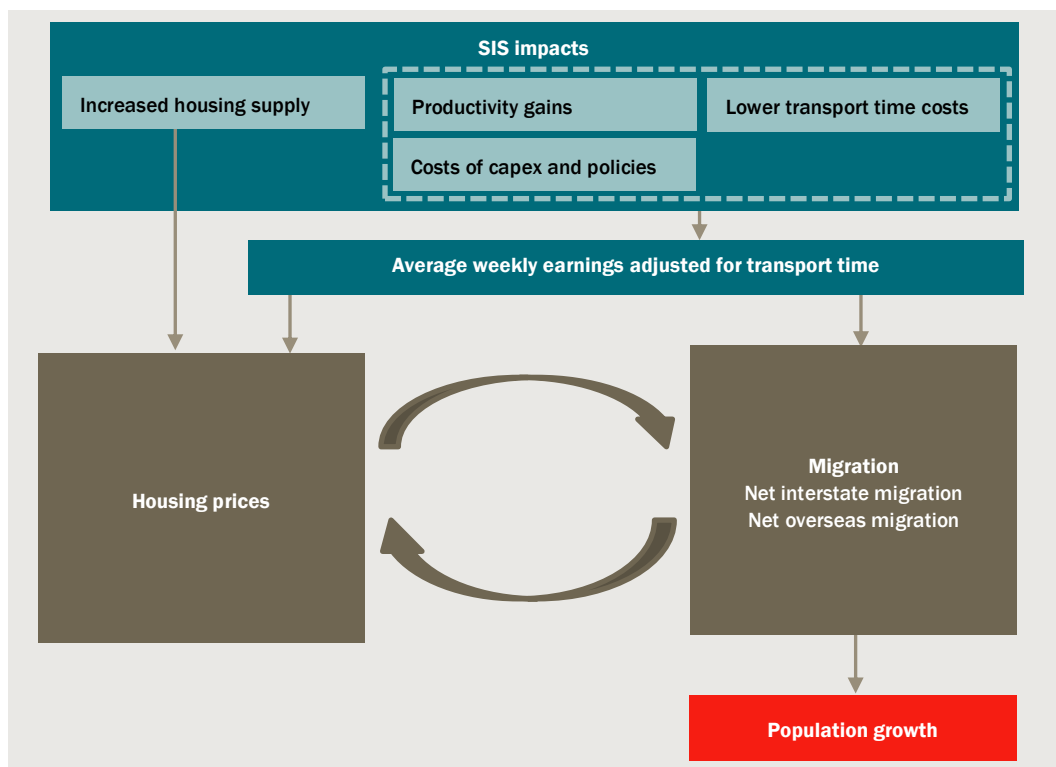 SIS impacts
Increased housing supply
Productivity gains
Lower transport time costs
Costs of capex and policies
Average weekly earnings adjusted for transport time
Housing prices
Migration
Net interstate migration
Net overseas migration
Population growth